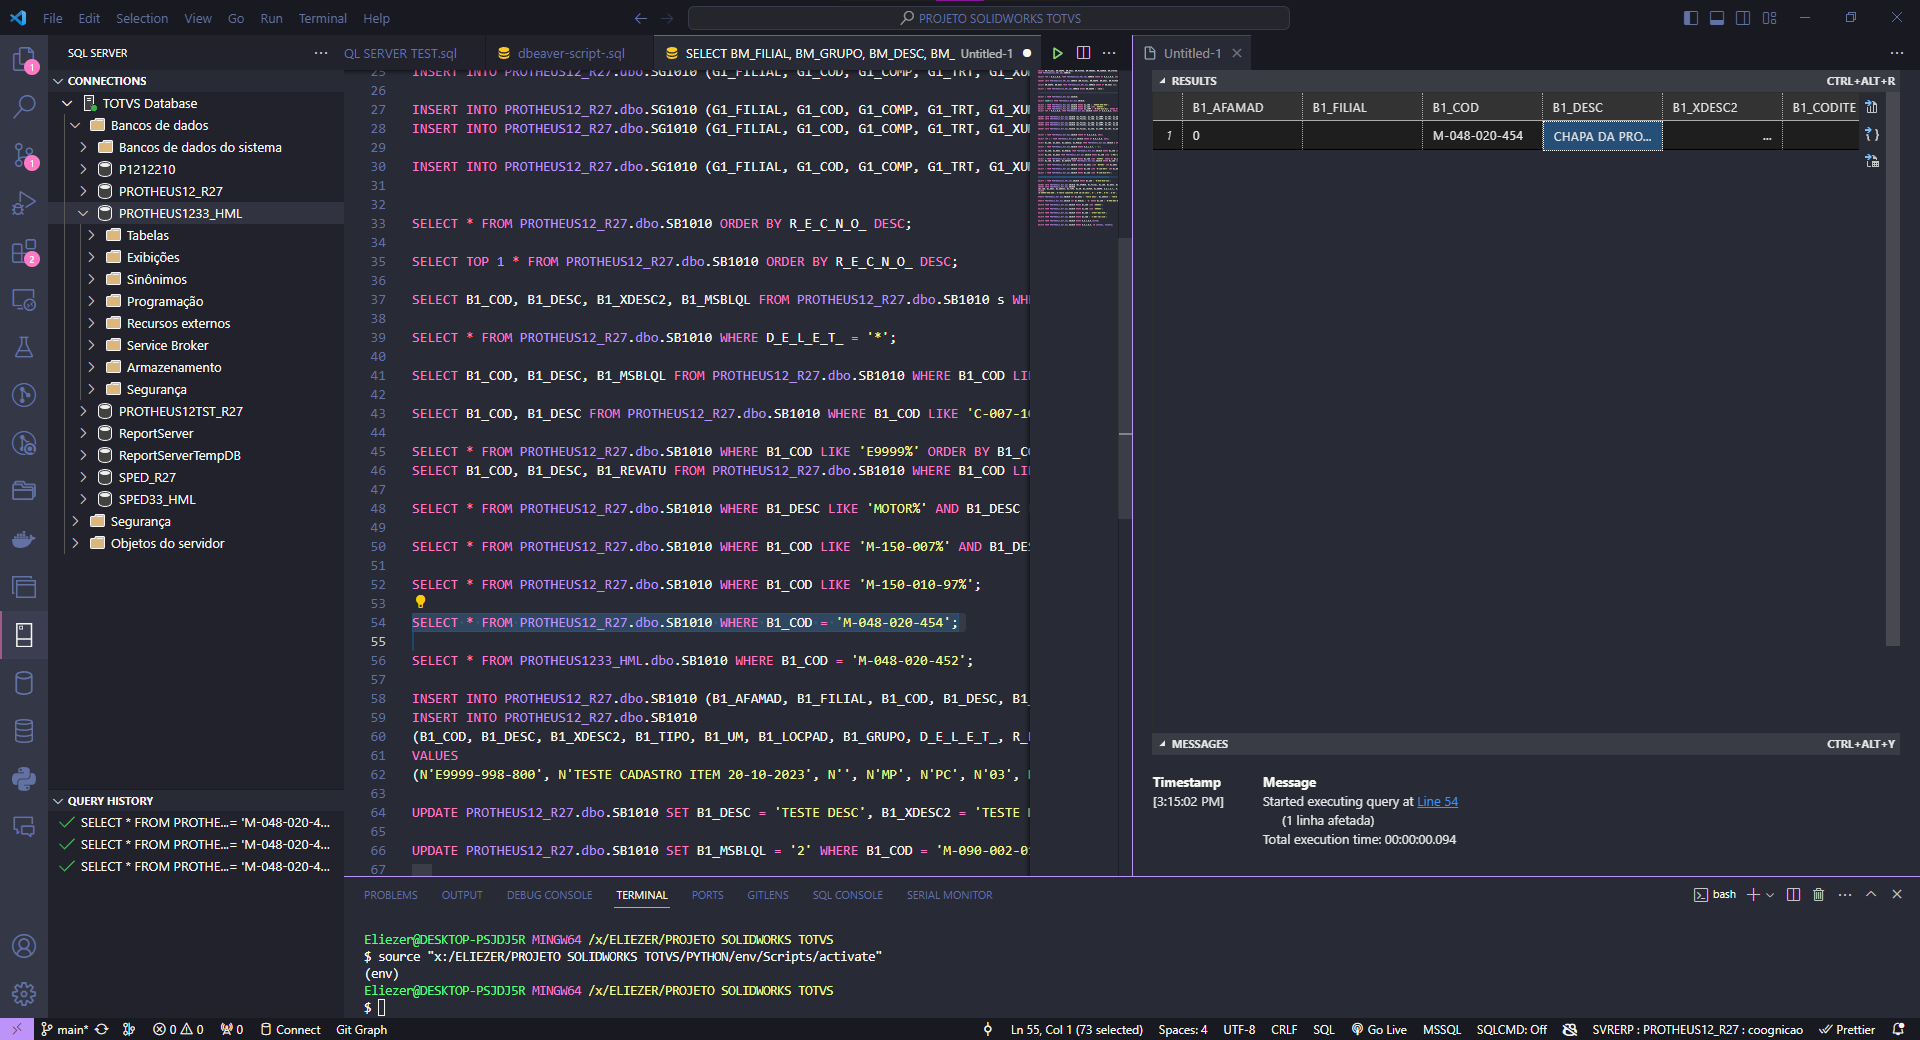 File Edit Selection View Go Run Terminal Help
PROJETO SOLIDWORKS TOTVS
SQL SERVER
QL SERVER TEST.sql
dbeaver-script-.sql
SELECT BM_FILIAL, BM_GRUPO, BM_DESC, BM_ Untitled-1
Untitled-1
1
1
2
CONNECTIONS
TOTVS Database
Bancos de dados
Bancos de dados do sistema
P1212210
PROTHEUS12_R27
PROTHEUS1233_HML
Tabelas
Exibições
Sinônimos
Programação
Recursos externos
Service Broker
Armazenamento
Segurança
PROTHEUS12TST_R27
ReportServer
ReportServerTempDB
SPED_R27
SPED33_HML
Segurança
Objetos do servidor
QUERY HISTORY
SELECT * FROM PROTHE...= 'M-048-020-4...
SELECT * FROM PROTHE...= 'M-048-020-4...
SELECT * FROM PROTHE...= 'M-048-020-4...
25 INSERT INTO PROTHEUS12_R27.dbo.SG1010 (G1_FILIAL, G1_COD, G1_COMP, G1_TRT, G1_XU
26
27 INSERT INTO PROTHEUS12_R27.dbo.SG1010 (G1_FILIAL, G1_COD, G1_COMP, G1_TRT, G1_XU
28 INSERT INTO PROTHEUS12_R27.dbo.SG1010 (G1_FILIAL, G1_COD, G1_COMP, G1_TRT, G1_XU
29
30 INSERT INTO PROTHEUS12_R27.dbo.SG1010 (G1_FILIAL, G1_COD, G1_COMP, G1_TRT, G1_XU
31
32
33 SELECT * FROM PROTHEUS12_R27.dbo.SB1010 ORDER BY R_E_C_N_O_ DESC;
34
35 SELECT TOP 1 * FROM PROTHEUS12_R27.dbo.SB1010 ORDER BY R_E_C_N_O_ DESC;
36
37 SELECT B1_COD, B1_DESC, B1_XDESC2, B1_MSBLQL FROM PROTHEUS12_R27.dbo.SB1010 s WH
38
39 SELECT * FROM PROTHEUS12_R27.dbo.SB1010 WHERE D_E_L_E_T_ = '*';
40
41 SELECT B1_COD, B1_DESC, B1_MSBLQL FROM PROTHEUS12_R27.dbo.SB1010 WHERE B1_COD LI
42
43 SELECT B1_COD, B1_DESC FROM PROTHEUS12_R27.dbo.SB1010 WHERE B1_COD LIKE 'C-007-1
44
45 SELECT * FROM PROTHEUS12_R27.dbo.SB1010 WHERE B1_COD LIKE 'E9999%' ORDER BY B1_C
46 SELECT B1_COD, B1_DESC, B1_REVATU FROM PROTHEUS12_R27.dbo.SB1010 WHERE B1_COD LI
47
48 SELECT * FROM PROTHEUS12_R27.dbo.SB1010 WHERE B1_DESC LIKE 'MOTOR%' AND B1_DESC
49
50 SELECT * FROM PROTHEUS12_R27.dbo.SB1010 WHERE B1_COD LIKE 'M-150-007%' AND B1_DE
51
52 SELECT * FROM PROTHEUS12_R27.dbo.SB1010 WHERE B1_COD LIKE 'M-150-010-97%';
53
54 SELECT * FROM PROTHEUS12_R27.dbo.SB1010 WHERE B1_COD = 'M-048-020-454';
55
56 SELECT * FROM PROTHEUS1233_HML.dbo.SB1010 WHERE B1_COD = 'M-048-020-452';
57
58 INSERT INTO PROTHEUS12_R27.dbo.SB1010 (B1_AFAMAD, B1_FILIAL, B1_COD, B1_DESC, B1_
59 INSERT INTO PROTHEUS12_R27.dbo.SB1010
60 (B1_COD, B1_DESC, B1_XDESC2, B1_TIPO, B1_UM, B1_LOCPAD, B1_GRUPO, D_E_L_E_T_, R_
61 VALUES
62 (N'E9999-998-800', N'TESTE CADASTRO ITEM 20-10-2023', N'', N'MP', N'PC', N'03',
63
64 UPDATE PROTHEUS12_R27.dbo.SB1010 SET B1_DESC = 'TESTE DESC', B1_XDESC2 = 'TESTE
65
66 UPDATE PROTHEUS12_R27.dbo.SB1010 SET B1_MSBLQL = '2' WHERE B1_COD = 'M-090-002-0
67
RESULTS CTRL+ALT+R
B1_AFAMAD B1_FILIAL B1_COD B1_DESC B1_XDESC2 B1_CODITE
1 0 M-048-020-454 CHAPA DA PRO... ...
MESSAGES CTRL+ALT+Y
Timestamp Message
[3:15:02 PM] Started executing query at Line 54
(1 linha afetada)
Total execution time: 00:00:00.094
PROBLEMS OUTPUT DEBUG CONSOLE TERMINAL PORTS GITLENS SQL CONSOLE SERIAL MONITOR
bash
Eliezer@DESKTOP-PSJDJ5R MINGW64 /x/ELIEZER/PROJETO SOLIDWORKS TOTVS
$ source "x:/ELIEZER/PROJETO SOLIDWORKS TOTVS/PYTHON/env/Scripts/activate"
(env)
Eliezer@DESKTOP-PSJDJ5R MINGW64 /x/ELIEZER/PROJETO SOLIDWORKS TOTVS
$
main* 0 0 0 Connect Git Graph Ln 55, Col 1 (73 selected) Spaces: 4 UTF-8 CRLF SQL Go Live MSSQL SQLCMD: Off SVRERP : PROTHEUS12_R27 : coognicao Prettier